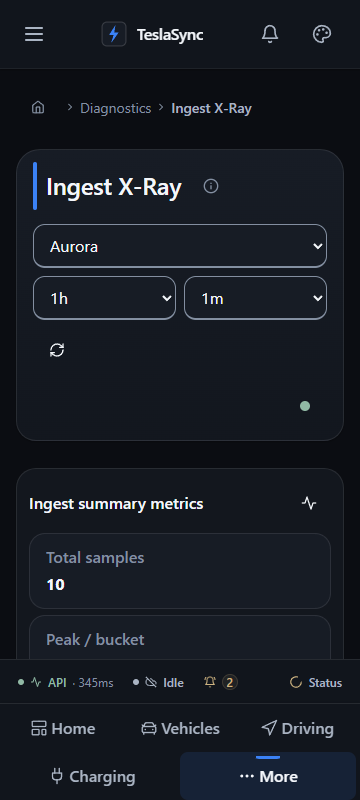 TeslaSync
Diagnostics Ingest X-Ray
Ingest X-Ray
Aurora
1h 1m
Ingest summary metrics
Total samples
10
Peak / bucket
API · 345ms Idle 2 Status
Home Vehicles Driving
Charging More